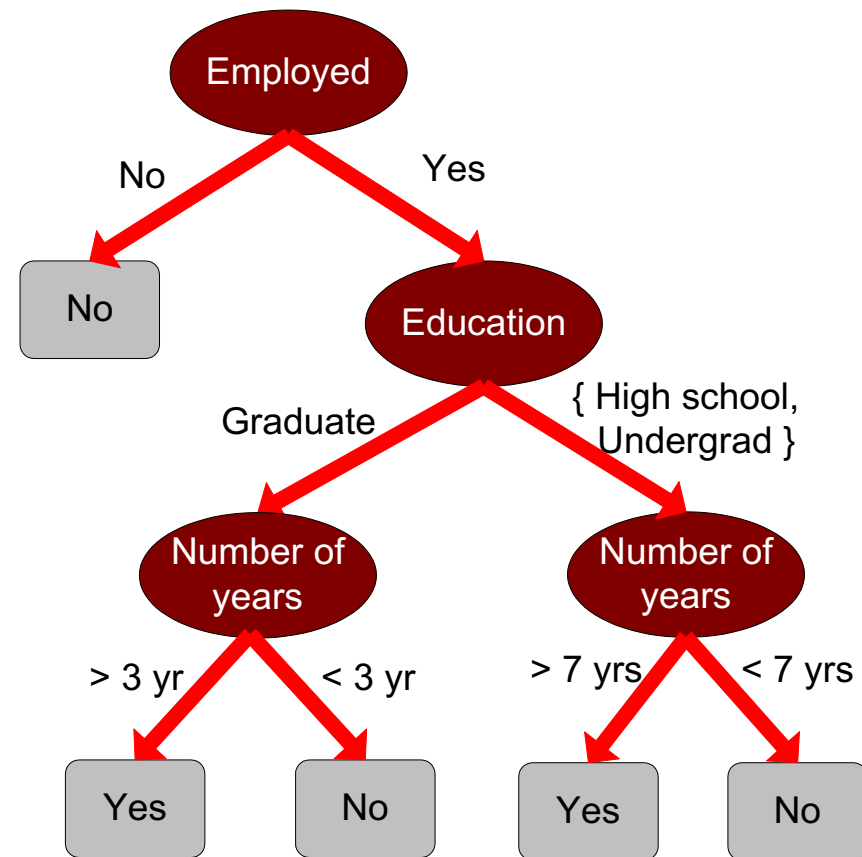 Employed
No
Yes
No
Education
Graduate
{ High school,
Undergrad }
Number of
years
Number of
years
> 3 yr
< 3 yr
> 7 yrs
< 7 yrs
Yes
No
Yes
No